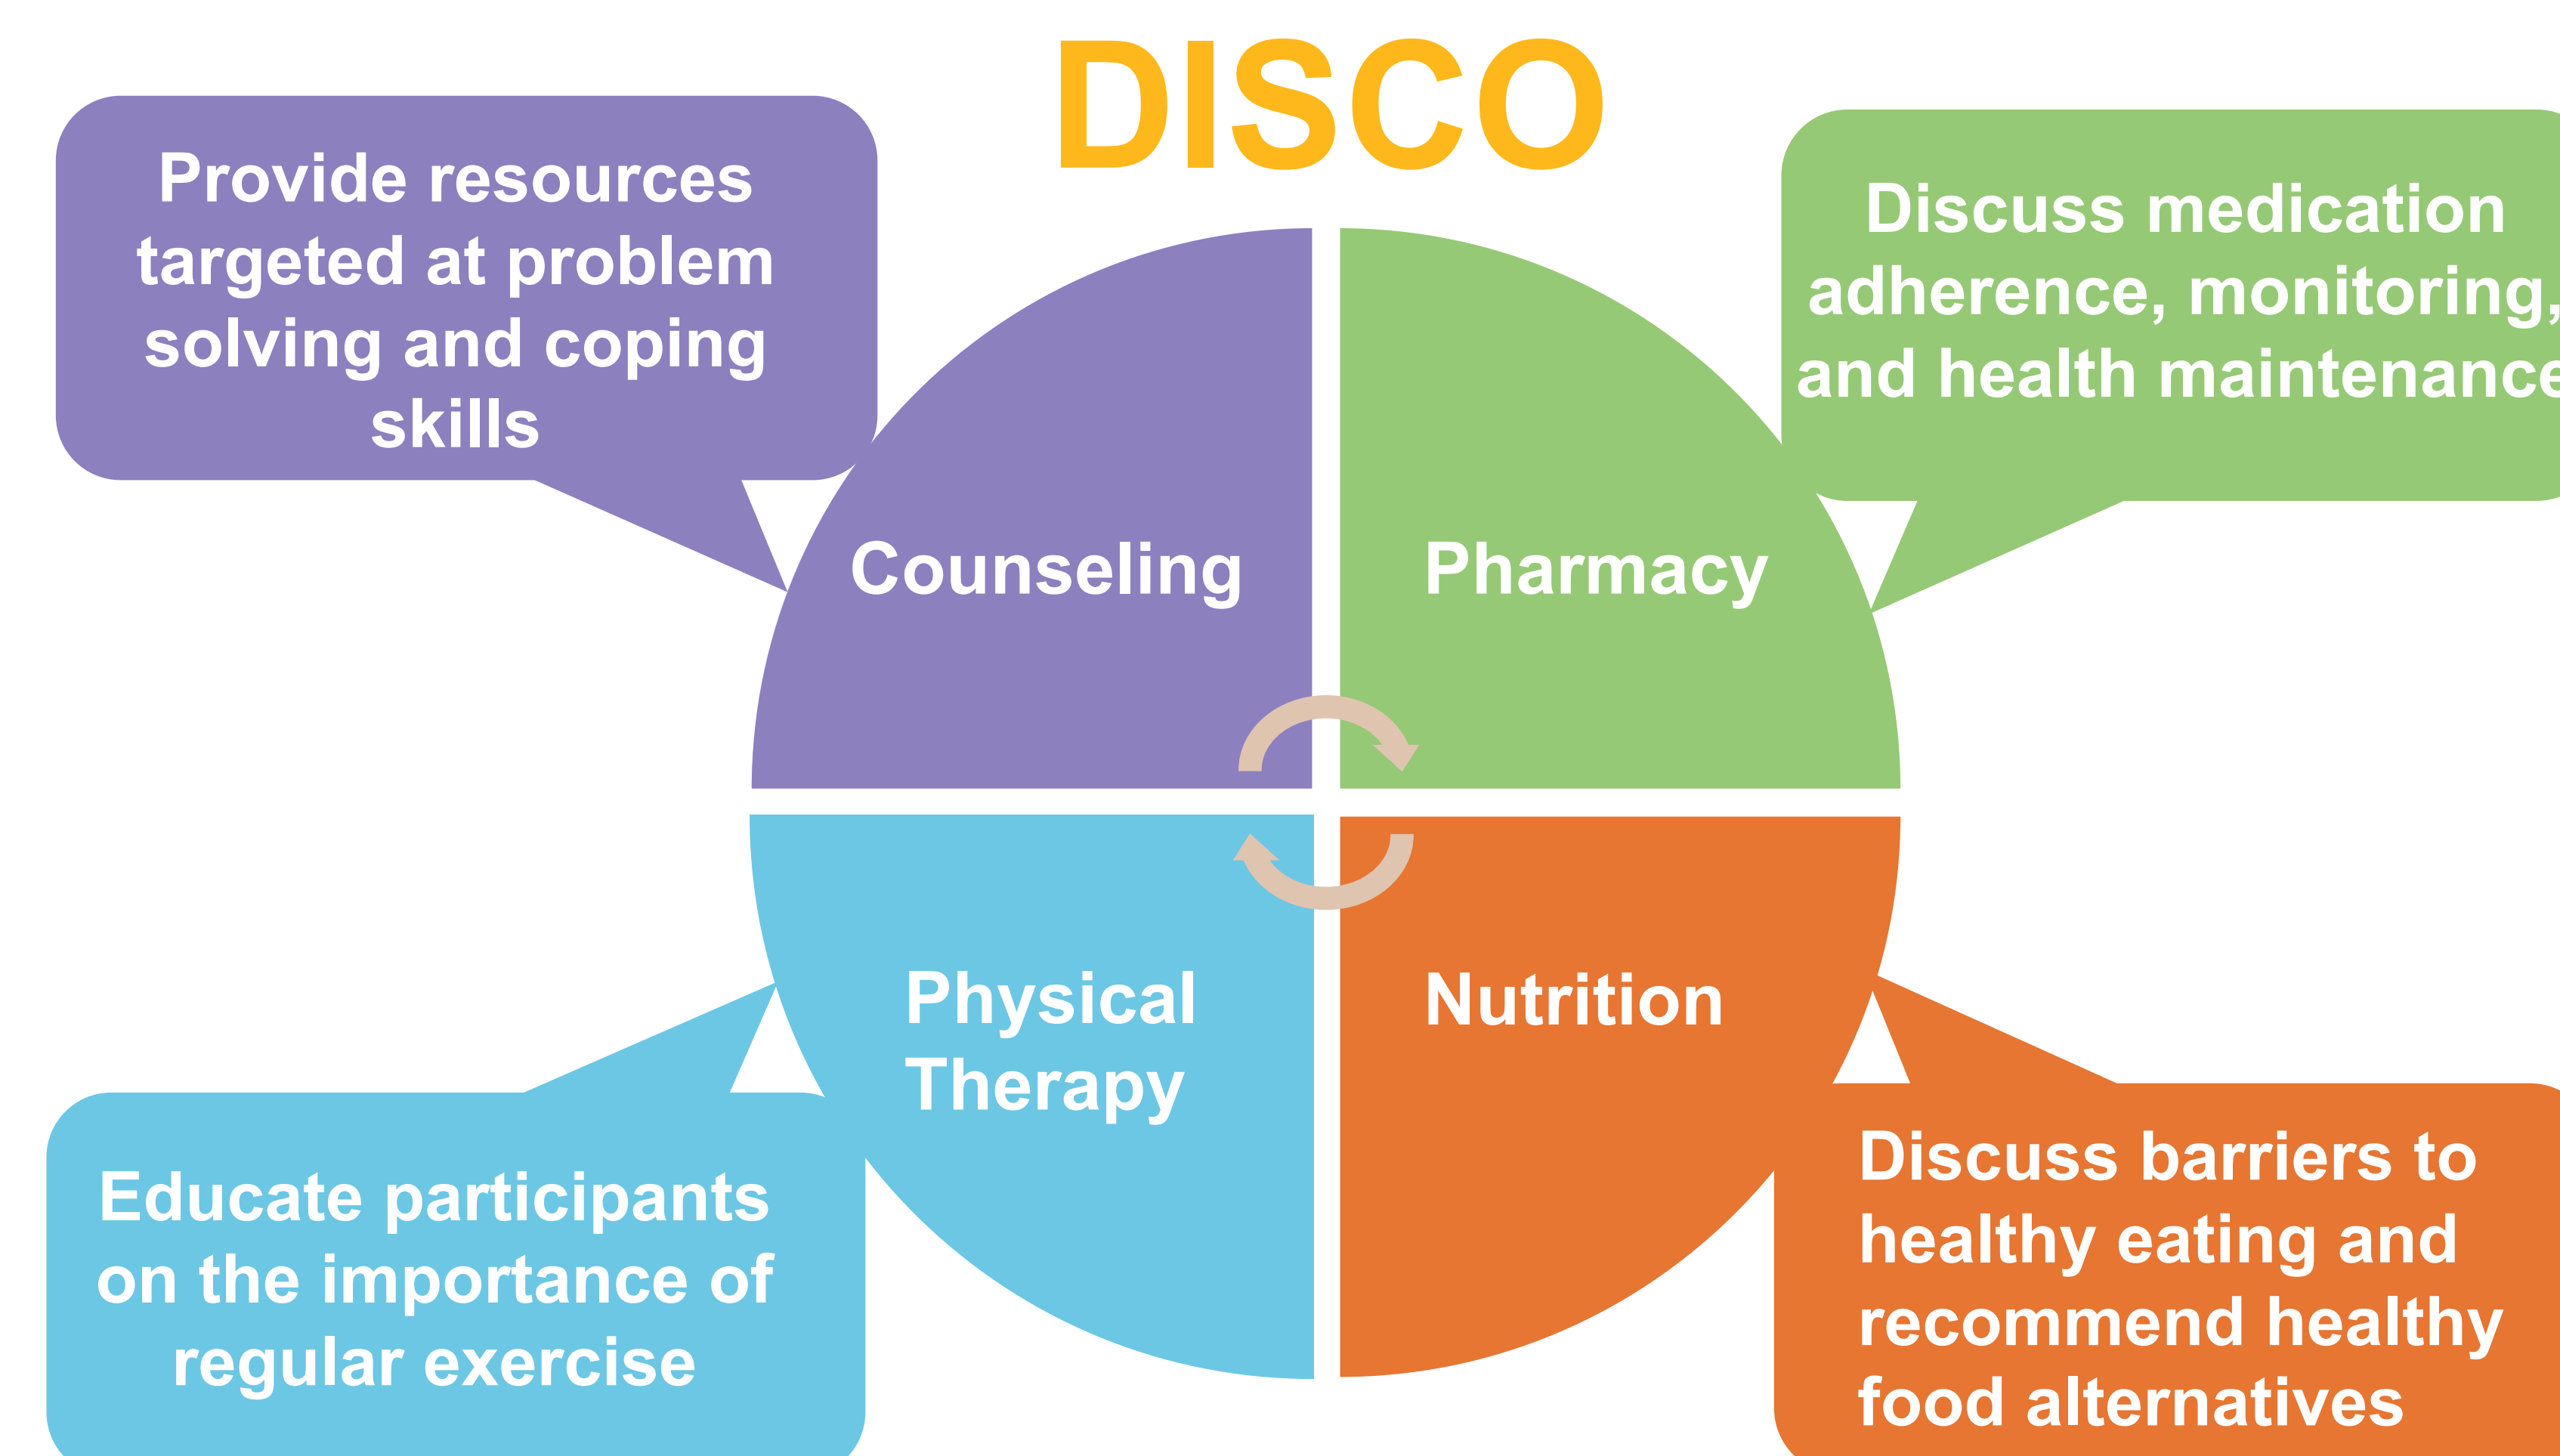 DISCO
Provide resources
targeted at problem
solving and coping
skills
Discuss medication
adherence, monitoring,
and health maintenance
Counseling
Pharmacy
Physical
Therapy
Nutrition
Educate participants
on the importance of
regular exercise
Discuss barriers to
healthy eating and
recommend healthy
food alternatives